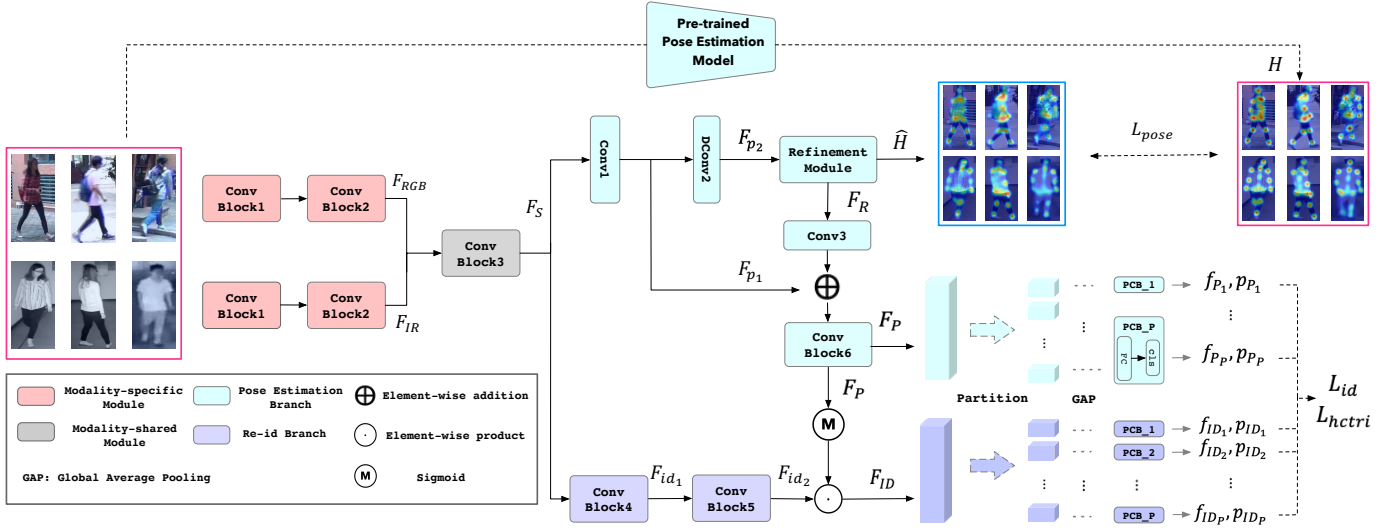 Pre-trained
Pose Estimation
Model
H
Conv1
DConv2
F_{p_2}
Refinement
Module
\hat{H}
L_{pose}
Conv
Block1
Conv
Block2
F_{RGB}
F_S
F_R
Conv
Block3
Conv3
F_{p_1}
Conv
Block1
Conv
Block2
F_{IR}
Conv
Block6
F_P
PCB_1
f_{P_1}, p_{P_1}
PCB_P
FC
cls
f_{P_P}, p_{P_P}
F_P
Partition
GAP
L_{id}
L_{hctri}
Modality-specific
Module
Pose Estimation
Branch
Element-wise addition
Modality-shared
Module
Re-id Branch
Element-wise product
GAP: Global Average Pooling
M
Sigmoid
M
Conv
Block4
F_{id_1}
Conv
Block5
F_{id_2}
F_{ID}
PCB_1
f_{ID_1}, p_{ID_1}
PCB_2
f_{ID_2}, p_{ID_2}
PCB_P
f_{ID_P}, p_{ID_P}